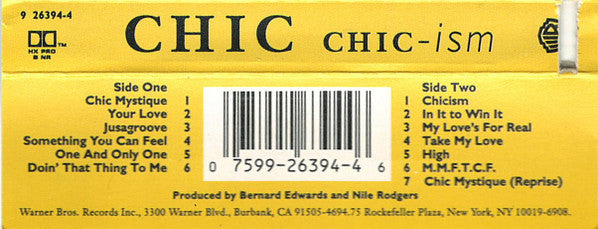 9 26394-4
HX PRO
B NR
TM
CHIC CHIC-ism
Side One
Chic Mystique 1
Your Love 2
Jusagroove 3
Something You Can Feel 4
One And Only One 5
Doin' That Thing To Me 6
0 7599-26394-4 6
Side Two
1 Chicism
2 In It to Win It
3 My Love's For Real
4 Take My Love
5 High
6 M.M.F.T.C.F.
7 Chic Mystique (Reprise)
Produced by Bernard Edwards and Nile Rodgers
Warner Bros. Records Inc., 3300 Warner Blvd., Burbank, CA 91505-4694.75 Rockefeller Plaza, New York, NY 10019-6908.